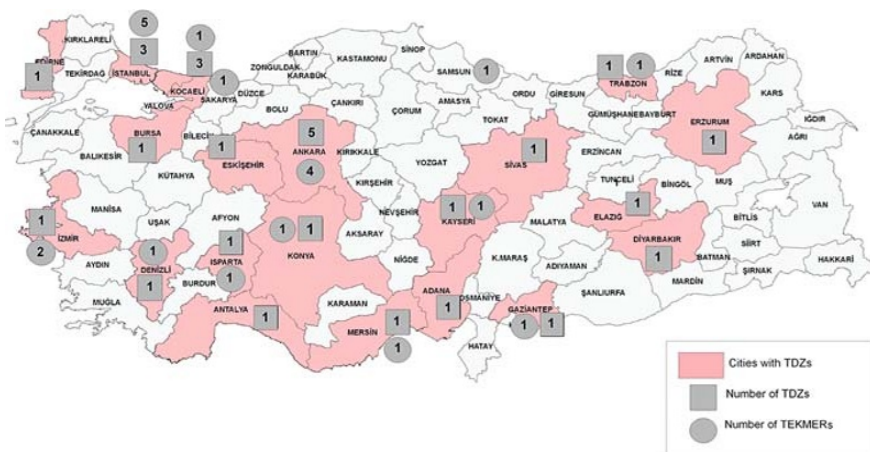 5
1
KIRKLARELİ
EDİRNE
3
3
1
TEKİRDAĞ
İSTANBUL
KOCAELİ
1
SAKARYA
DÜZCE
ZONGULDAK
BARTIN
KARABÜK
KASTAMONU
SİNOP
SAMSUN
1
ORDU
GİRESUN
1
1
TRABZON
RİZE
ARTVİN
ARDAHAN
KARS
YALOVA
BOLU
ÇANKIRI
ÇORUM
AMASYA
TOKAT
GÜMÜŞHANE
BAYBURT
ERZURUM
1
IĞDIR
AĞRI
ÇANAKKALE
BALIKESİR
BURSA
1
BİLECİK
1
ESKİŞEHİR
5
ANKARA
4
KIRIKKALE
YOZGAT
SİVAS
1
ERZİNCAN
TUNCELİ
BİNGÖL
MUŞ
KÜTAHYA
KIRŞEHİR
NEVŞEHİR
1
1
KAYSERİ
MALATYA
ELAZIĞ
1
BİTLİS
VAN
MANİSA
UŞAK
AFYON
AKSARAY
DİYARBAKIR
1
BATMAN
SİİRT
HAKKARİ
1
İZMİR
2
1
DENİZLİ
1
1
ISPARTA
1
1
1
KONYA
NİĞDE
K.MARAŞ
ADIYAMAN
MARDİN
ŞIRNAK
AYDIN
BURDUR
MUĞLA
ANTALYA
1
KARAMAN
ADANA
1
OSMANİYE
GAZİANTEP
1
1
ŞANLIURFA
MERSİN
1
1
HATAY
Cities with TDZs
Number of TDZs
Number of TEKMERs